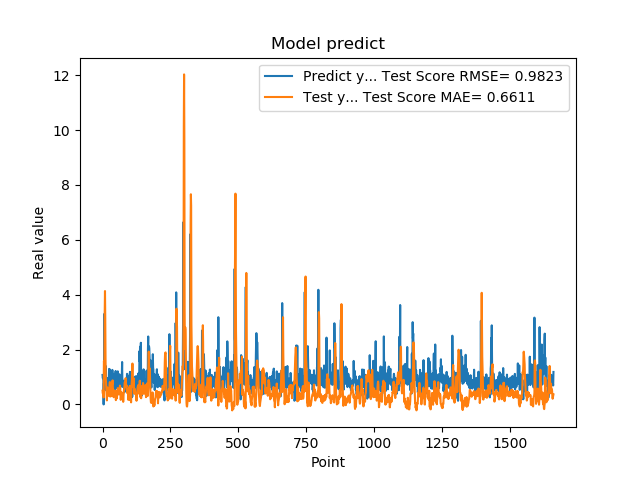 Model predict
Predict y... Test Score RMSE= 0.9823
Test y... Test Score MAE= 0.6611
Real value
12
10
8
6
4
2
0
0 250 500 750 1000 1250 1500
Point